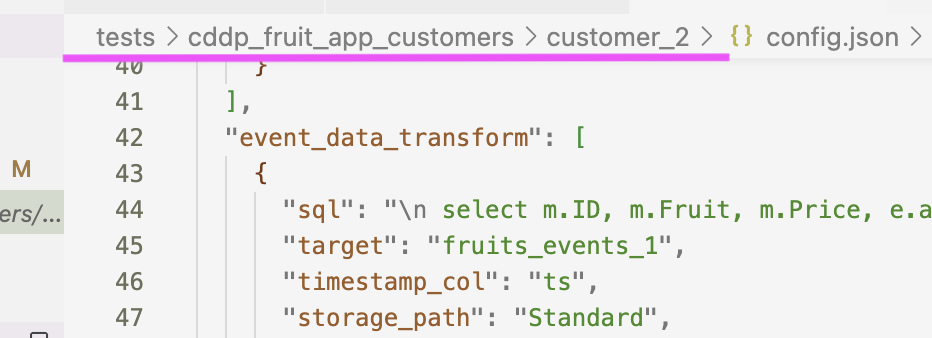 tests > cddp_fruit_app_customers > customer_2 > {} config.json >
40 }
41 ],
42 "event_data_transform": [
M
43 {
ers/... 44 "sql": "\n select m.ID, m.Fruit, m.Price, e.a
45 "target": "fruits_events_1",
46 "timestamp_col": "ts",
47 "storage_path": "Standard",